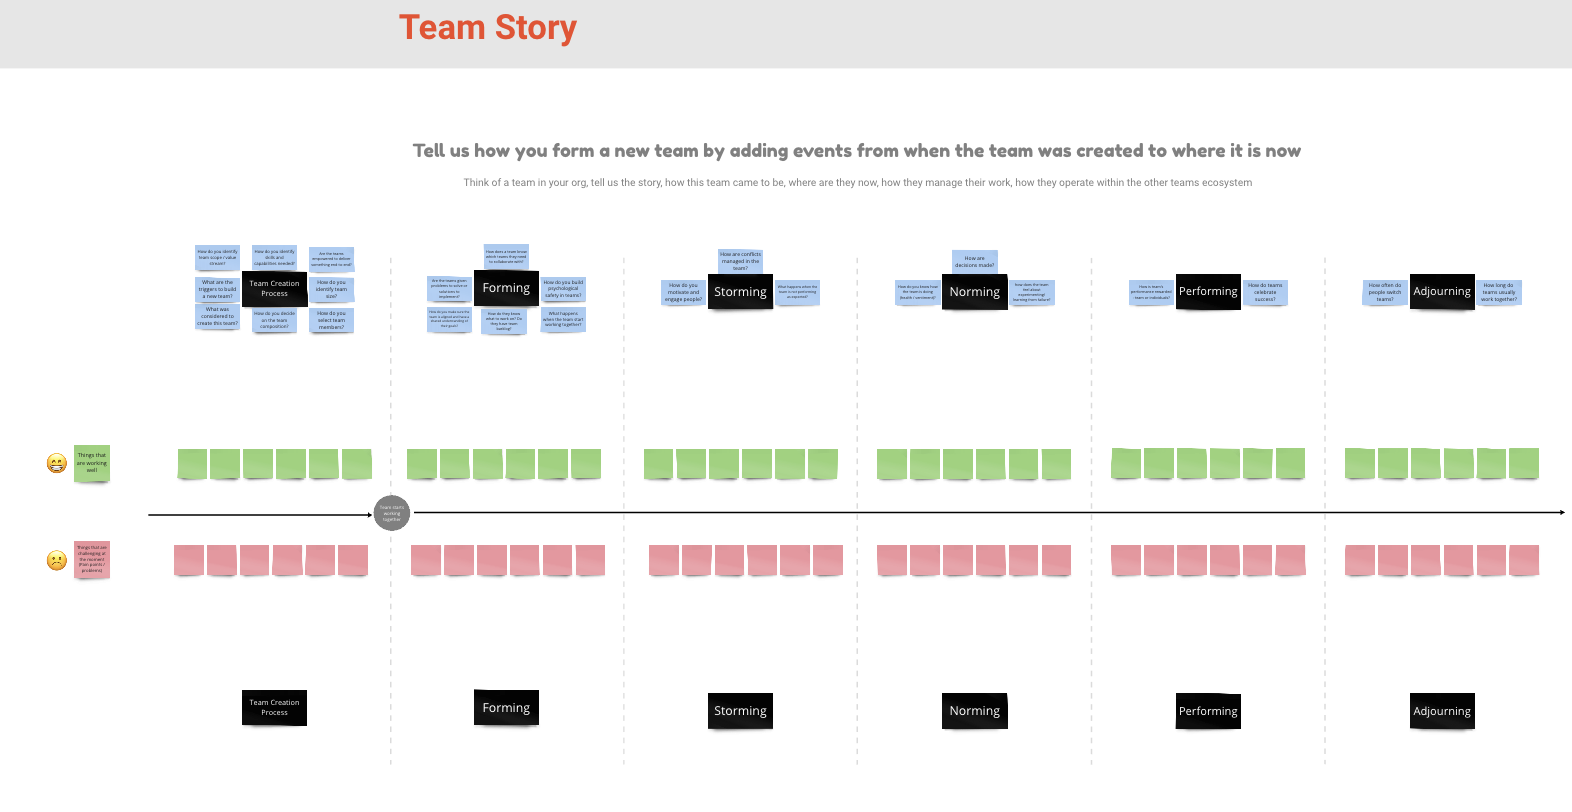 Team Story
Tell us how you form a new team by adding events from when the team was created to where it is now
Think of a team in your org, tell us the story, how this team came to be, where are they now, how they manage their work, how they operate within the other teams ecosystem
How do you identify
team scope / value
stream?
How do you identify
skills and
capabilities needed?
Are the teams
empowered to deliver
something end to end?
What are the
triggers to build
a new team?
Team Creation
Process
How do you
identify team
size?
What was
considered to
create this team?
How do you decide
on the team
composition?
How do you
select team
members?
How does a team know
which teams they need
to collaborate with?
Are the teams given
problems to solve or
solutions to
implement?
Forming
How do you build
psychological
safety in teams?
How do you make sure the
team is aligned and have a
shared understanding of
their goals?
How do they know
what to work on? Do
they have team
backlog?
What happens
when the team start
working together?
How are conflicts
managed in the
team?
How do you
motivate and
engage people?
Storming
What happens when the
team is not performing
as expected?
How are
decisions made?
How do you know how
the team is doing
(health / sentiment)?
Norming
how does the team
feel about
experimenting/
learning from failure?
How is team's
performance rewarded
- team or individuals?
Performing
How do teams
celebrate
success?
How often do
people switch
teams?
Adjourning
How long do
teams usually
work together?
Things that
are working
well
Team starts
working
together
Things that are
challenging at
the moment
(Pain points /
problems)
Team Creation
Process
Forming
Storming
Norming
Performing
Adjourning